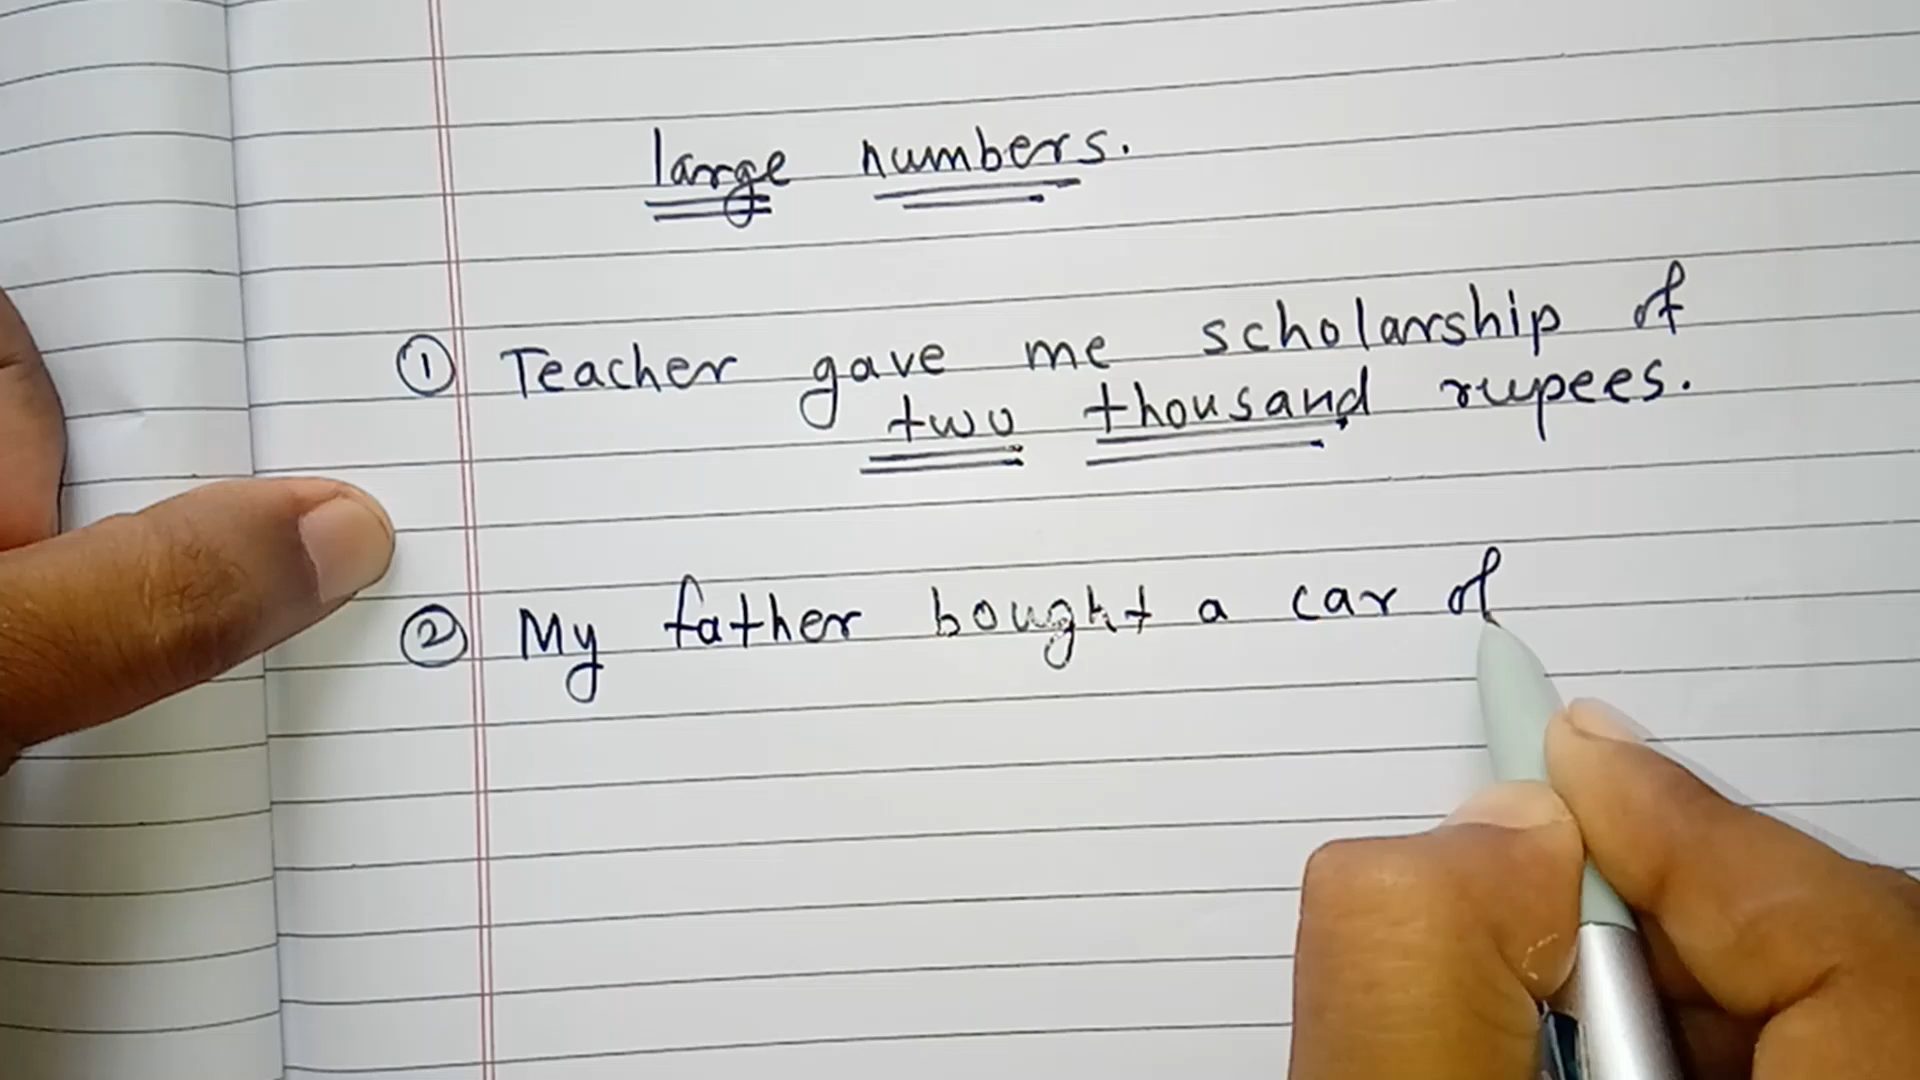 large numbers.
① Teacher gave me scholarship of
two thousand rupees.
② My father bought a car of